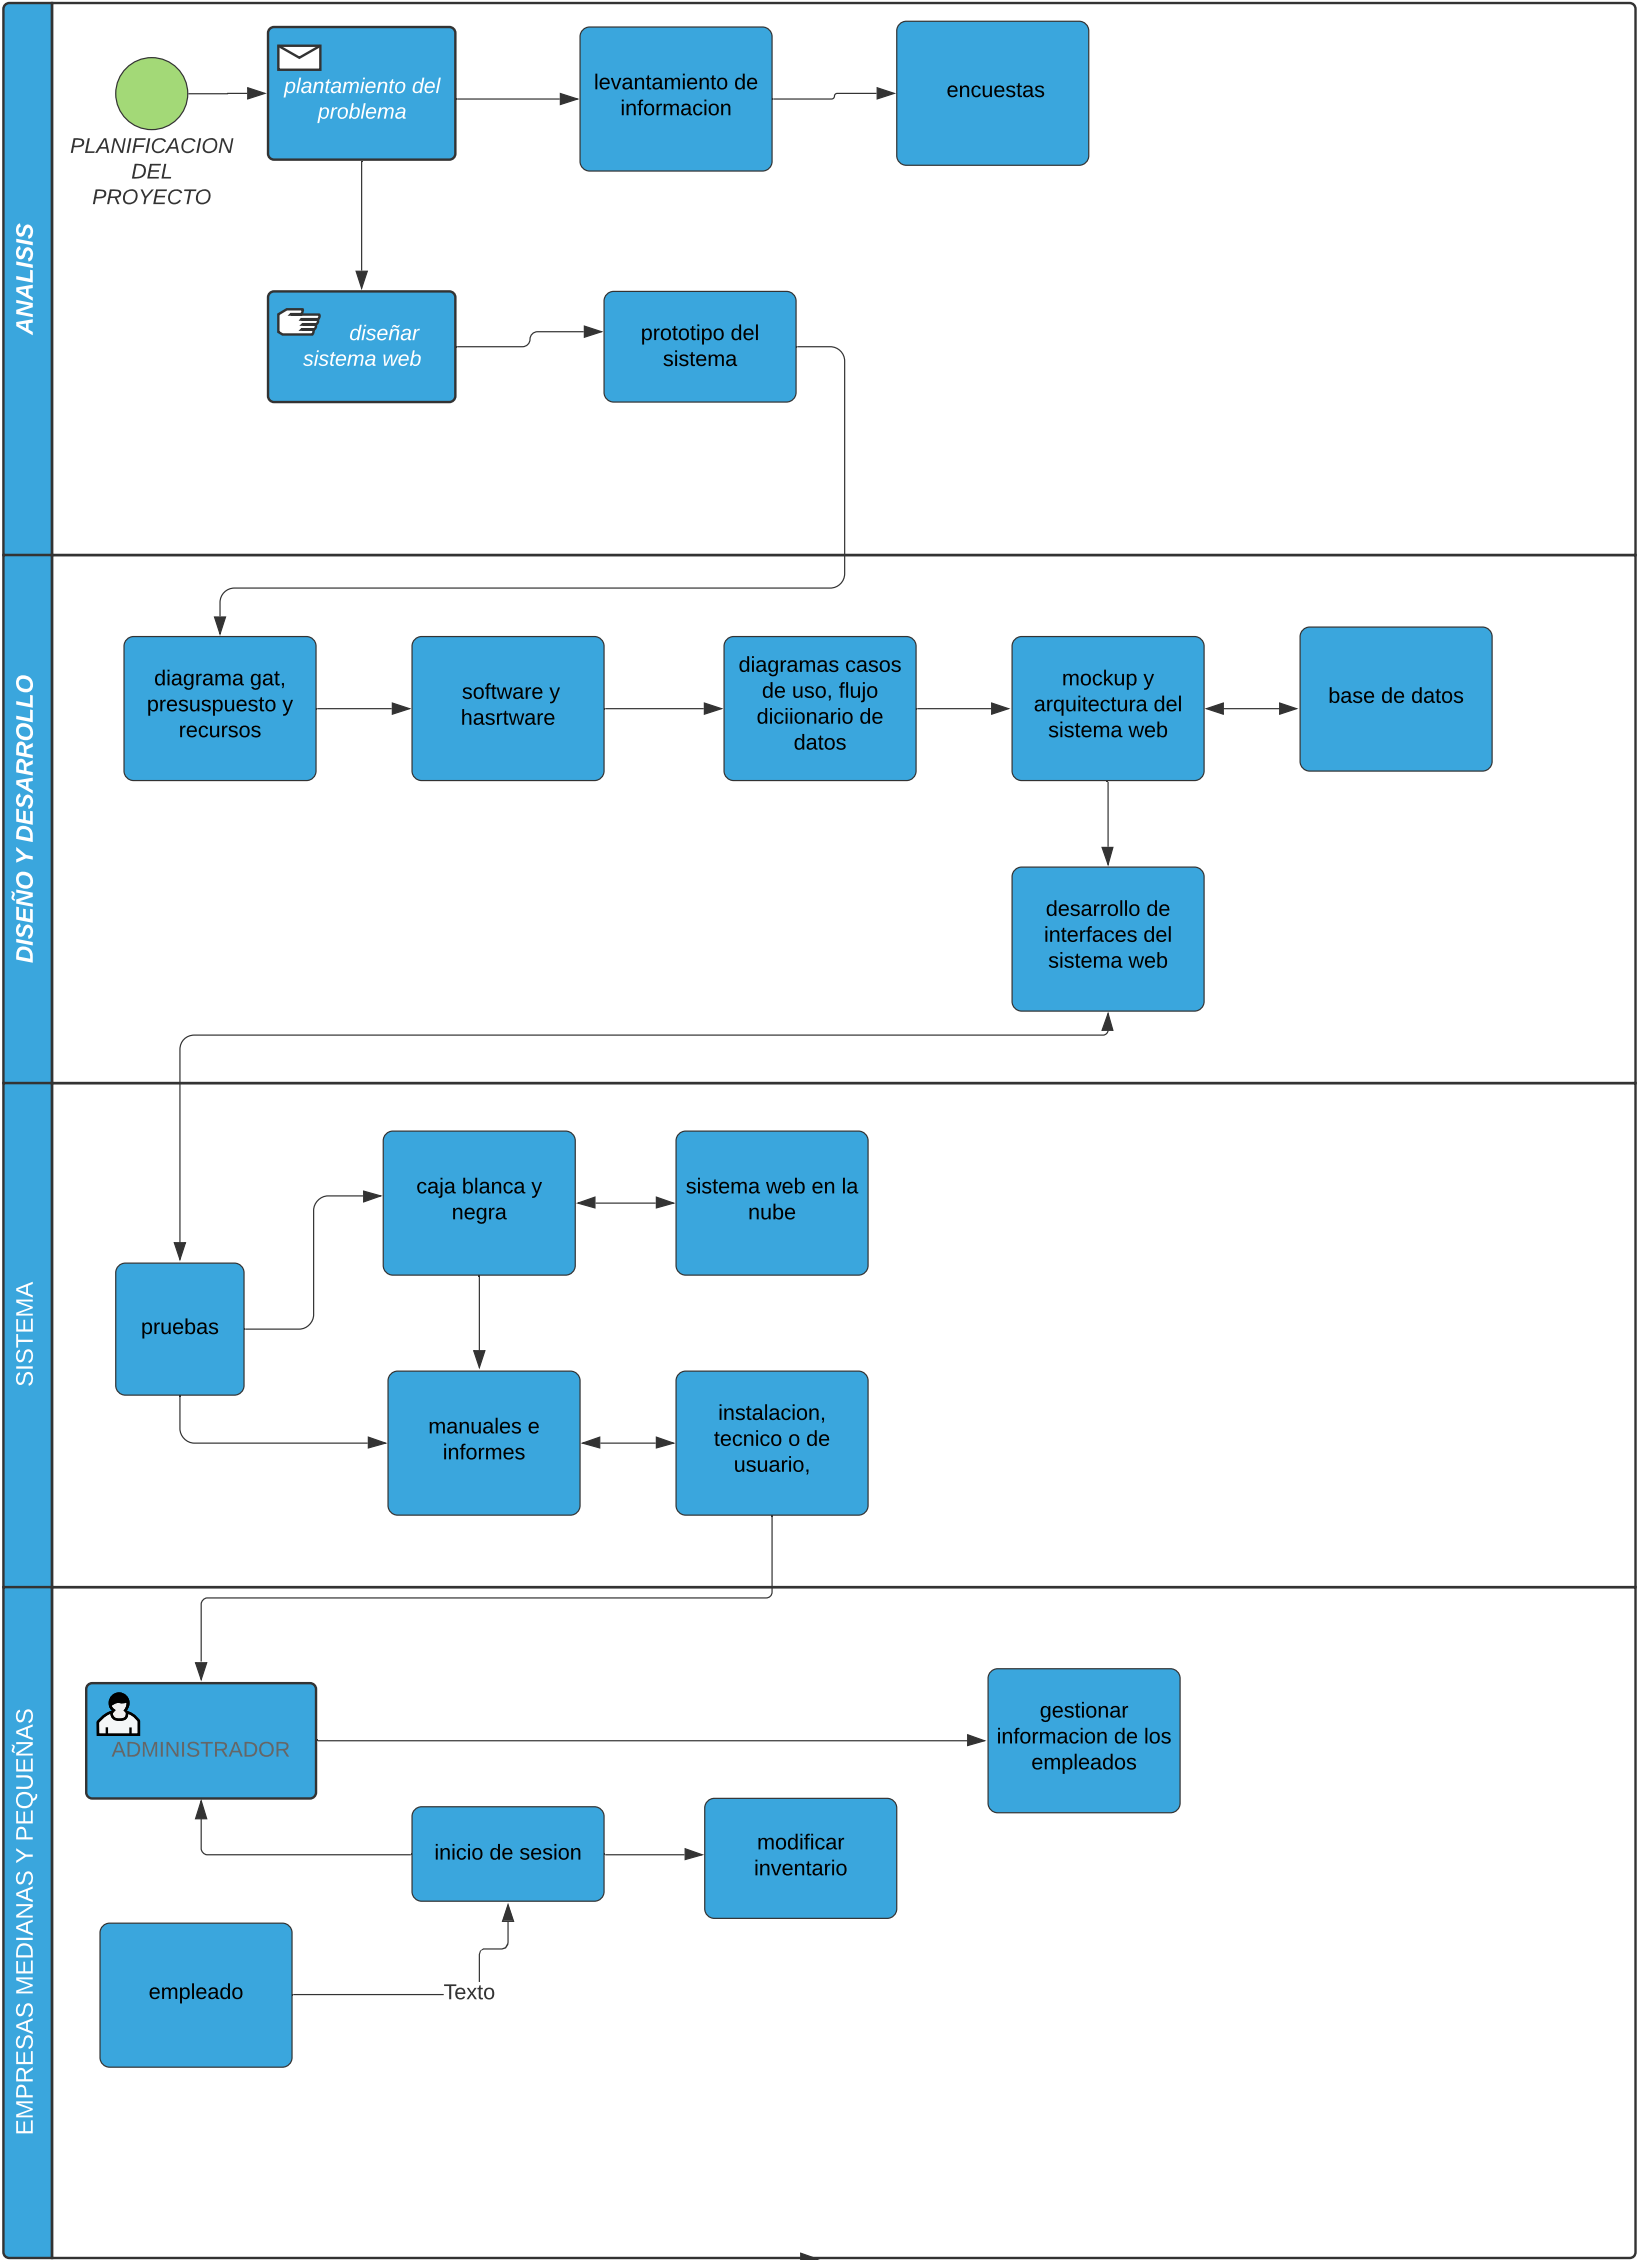 ANALISIS
PLANIFICACION
DEL
PROYECTO
plantamiento del
problema
levantamiento de
informacion
encuestas
diseñar
sistema web
prototipo del
sistema
DISEÑO Y DESARROLLO
diagrama gat,
presuspuesto y
recursos
software y
hasrtware
diagramas casos
de uso, flujo
diciionario de
datos
mockup y
arquitectura del
sistema web
base de datos
desarrollo de
interfaces del
sistema web
SISTEMA
pruebas
caja blanca y
negra
sistema web en la
nube
manuales e
informes
instalacion,
tecnico o de
usuario,
EMPRESAS MEDIANAS Y PEQUEÑAS
ADMINISTRADOR
gestionar
informacion de los
empleados
inicio de sesion
modificar
inventario
empleado
Texto